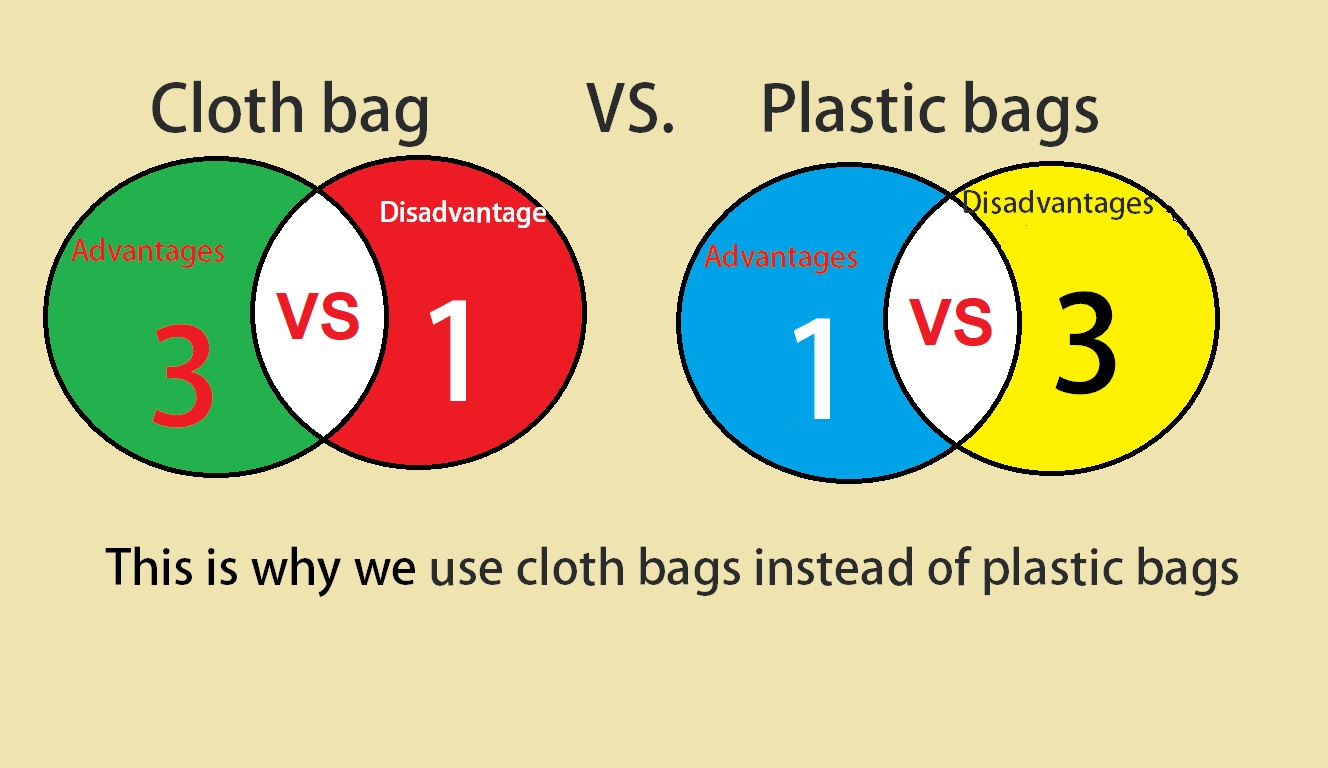 Cloth bag VS. Plastic bags
Advantages
3
VS
Disadvantage
1
Advantages
1
VS
Disadvantages
3
This is why we use cloth bags instead of plastic bags